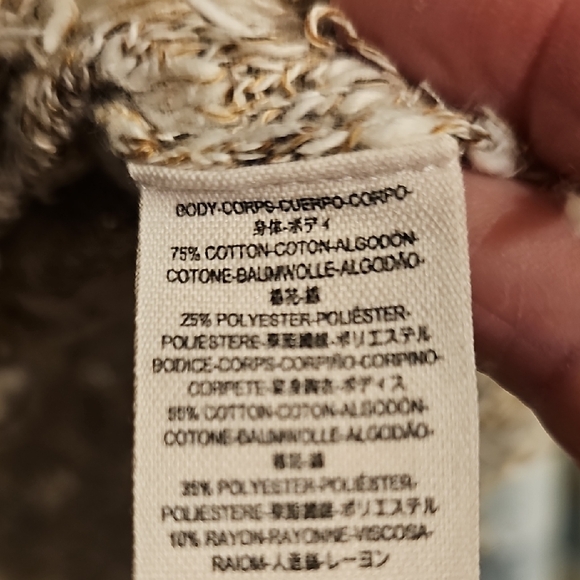 BODY-CORPS-CUERPO-CORPO-
身体-ボディ
75% COTTON-COTON-ALGODÓN-
COTONE-BAUMWOLLE-ALGODÃO-
棉花-綿
25% POLYESTER-POLIÉSTER-
POLIESTERE-聚酯纖維-ポリエステル
BODICE-CORPS-CORPIÑO-CORPINO-
CORPETE-緊身胸衣-ボディス
55% COTTON-COTON-ALGODÓN-
COTONE-BAUMWOLLE-ALGODÃO-
棉花-綿
35% POLYESTER-POLIÉSTER-
POLIESTERE-聚酯纖維-ポリエステル
10% RAYON-RAYONNE-VISCOSA-
RAIOM-人造絲-レーヨン